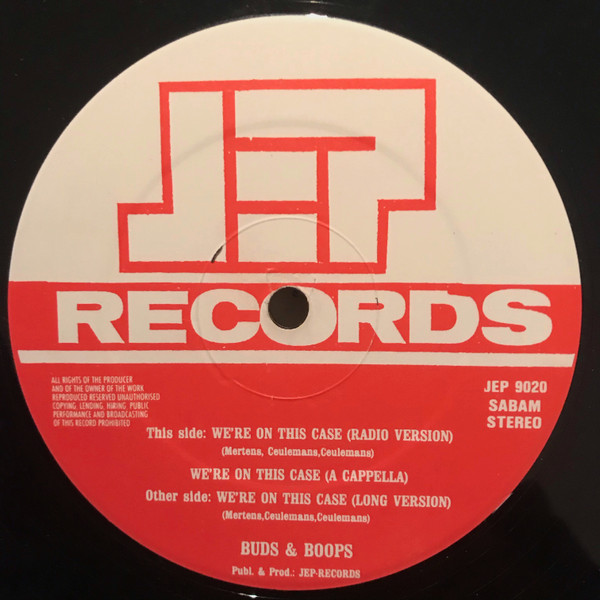 JEP
RECORDS
ALL RIGHTS OF THE PRODUCER
AND OF THE OWNER OF THE WORK
REPRODUCED RESERVED UNAUTHORISED
COPYING, LENDING, HIRING, PUBLIC
PERFORMANCE AND BROADCASTING
OF THIS RECORD PROHIBITED
JEP 9020
SABAM
STEREO
This side: WE'RE ON THIS CASE (RADIO VERSION)
(Mertens, Ceulemans,Ceulemans)
WE'RE ON THIS CASE (A CAPPELLA)
Other side: WE'RE ON THIS CASE (LONG VERSION)
(Mertens,Ceulemans,Ceulemans)
BUDS & BOOPS
Publ. & Prod.: JEP-RECORDS